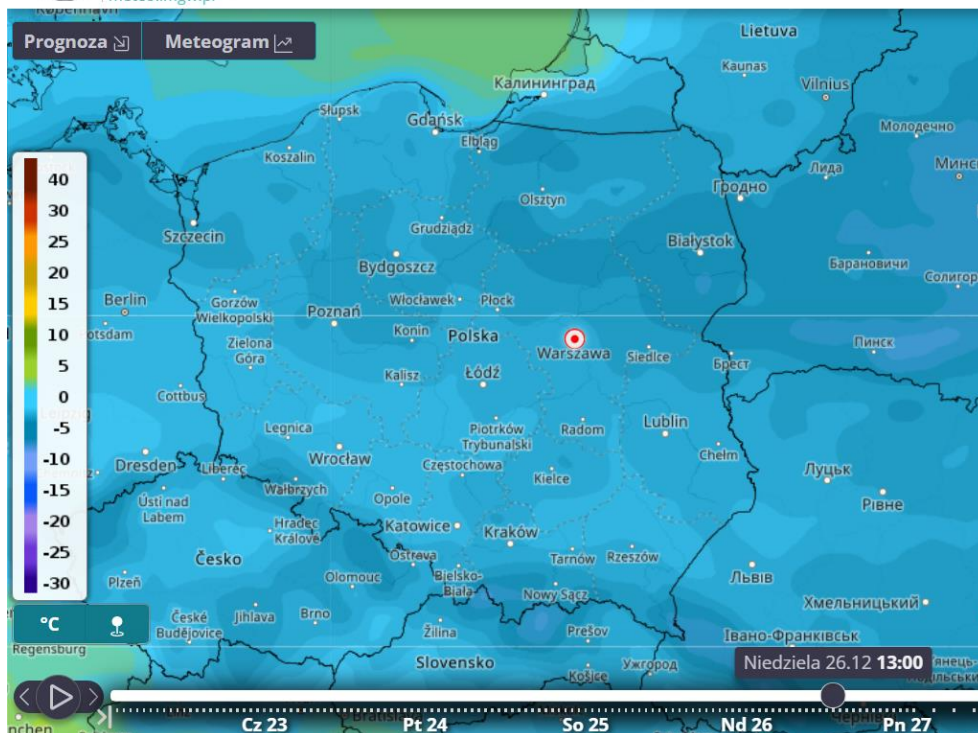 Prognoza
Meteogram
Lietuva
Kaunas
Калининград
Vilnius
Słupsk
Gdańsk
Elbląg
Молодечно
Koszalin
Лида
Минск
Olsztyn
Гродно
Szczecin
Grudziądz
Białystok
Bydgoszcz
Барановичи
Солигор
Berlin
Gorzów
Wielkopolski
Włocławek
Płock
Poznań
Konin
Polska
Potsdam
Zielona
Góra
Warszawa
Siedlce
Брест
Пинск
Kalisz
Łódź
Cottbus
Leipzig
Legnica
Piotrków
Trybunalski
Radom
Lublin
Chełm
Dresden
Liberec
Wrocław
Częstochowa
Kielce
Луцьк
Рівне
Wałbrzych
Ústí nad
Labem
Opole
Hradec
Králové
Katowice
Kraków
Česko
Ostrava
Tarnów
Rzeszów
Львів
Plzeň
Olomouc
Bielsko-
Biała
Nowy Sącz
Хмельницький
České
Budějovice
Jihlava
Brno
Žilina
Prešov
Івано-Франківськ
Regensburg
Slovensko
Košice
Ужгород
40
30
25
20
15
10
5
0
-5
-10
-15
-20
-25
-30
°C
Niedziela 26.12 13:00
Linz
Bratislava
Cz 23
Pt 24
So 25
Nd 26
Pn 27